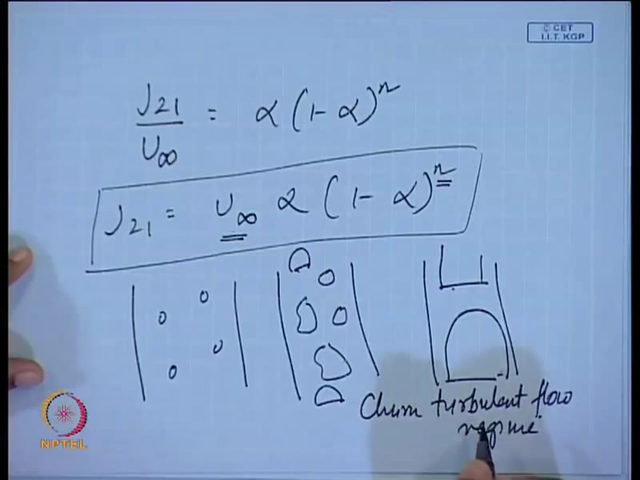 © CET
I.I.T. KGP
J₂₁/U∞ = α (1-α)ⁿ
J₂₁ = U∞ α (1-α)ⁿ
Churn turbulent flow
regime
NPTEL